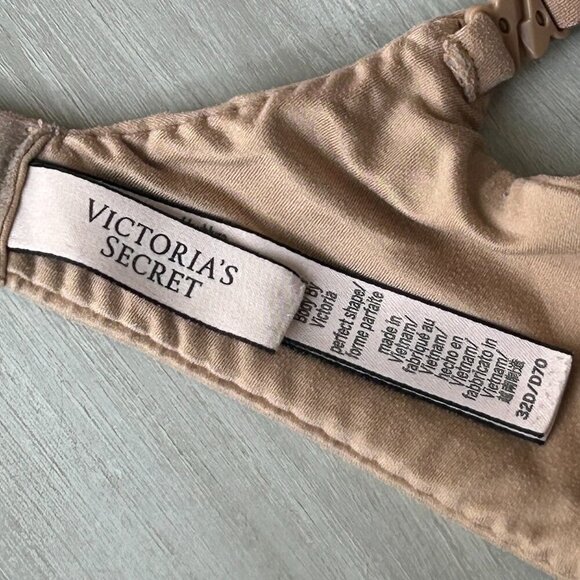 VICTORIA'S
SECRET
Body By
Victoria
perfect shape/
forme parfaite
made in
Vietnam/
fabriqué au
Vietnam/
hecho en
Vietnam/
fabbricato in
Vietnam/
越南製造
32D/D70